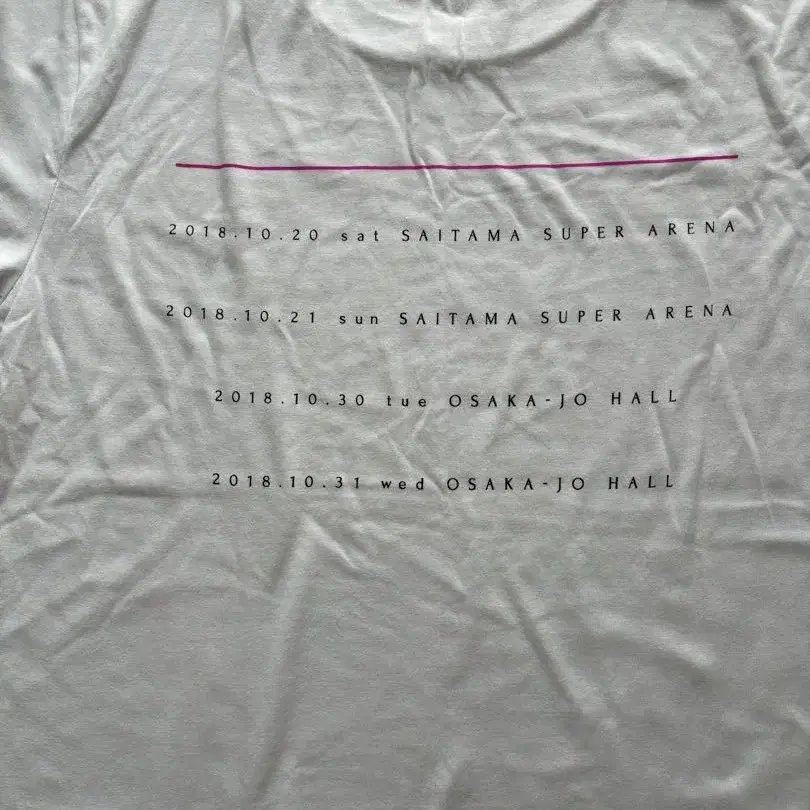 2018.10.20 sat SAITAMA SUPER ARENA
2018.10.21 sun SAITAMA SUPER ARENA
2018.10.30 tue OSAKA-JO HALL
2018.10.31 wed OSAKA-JO HALL